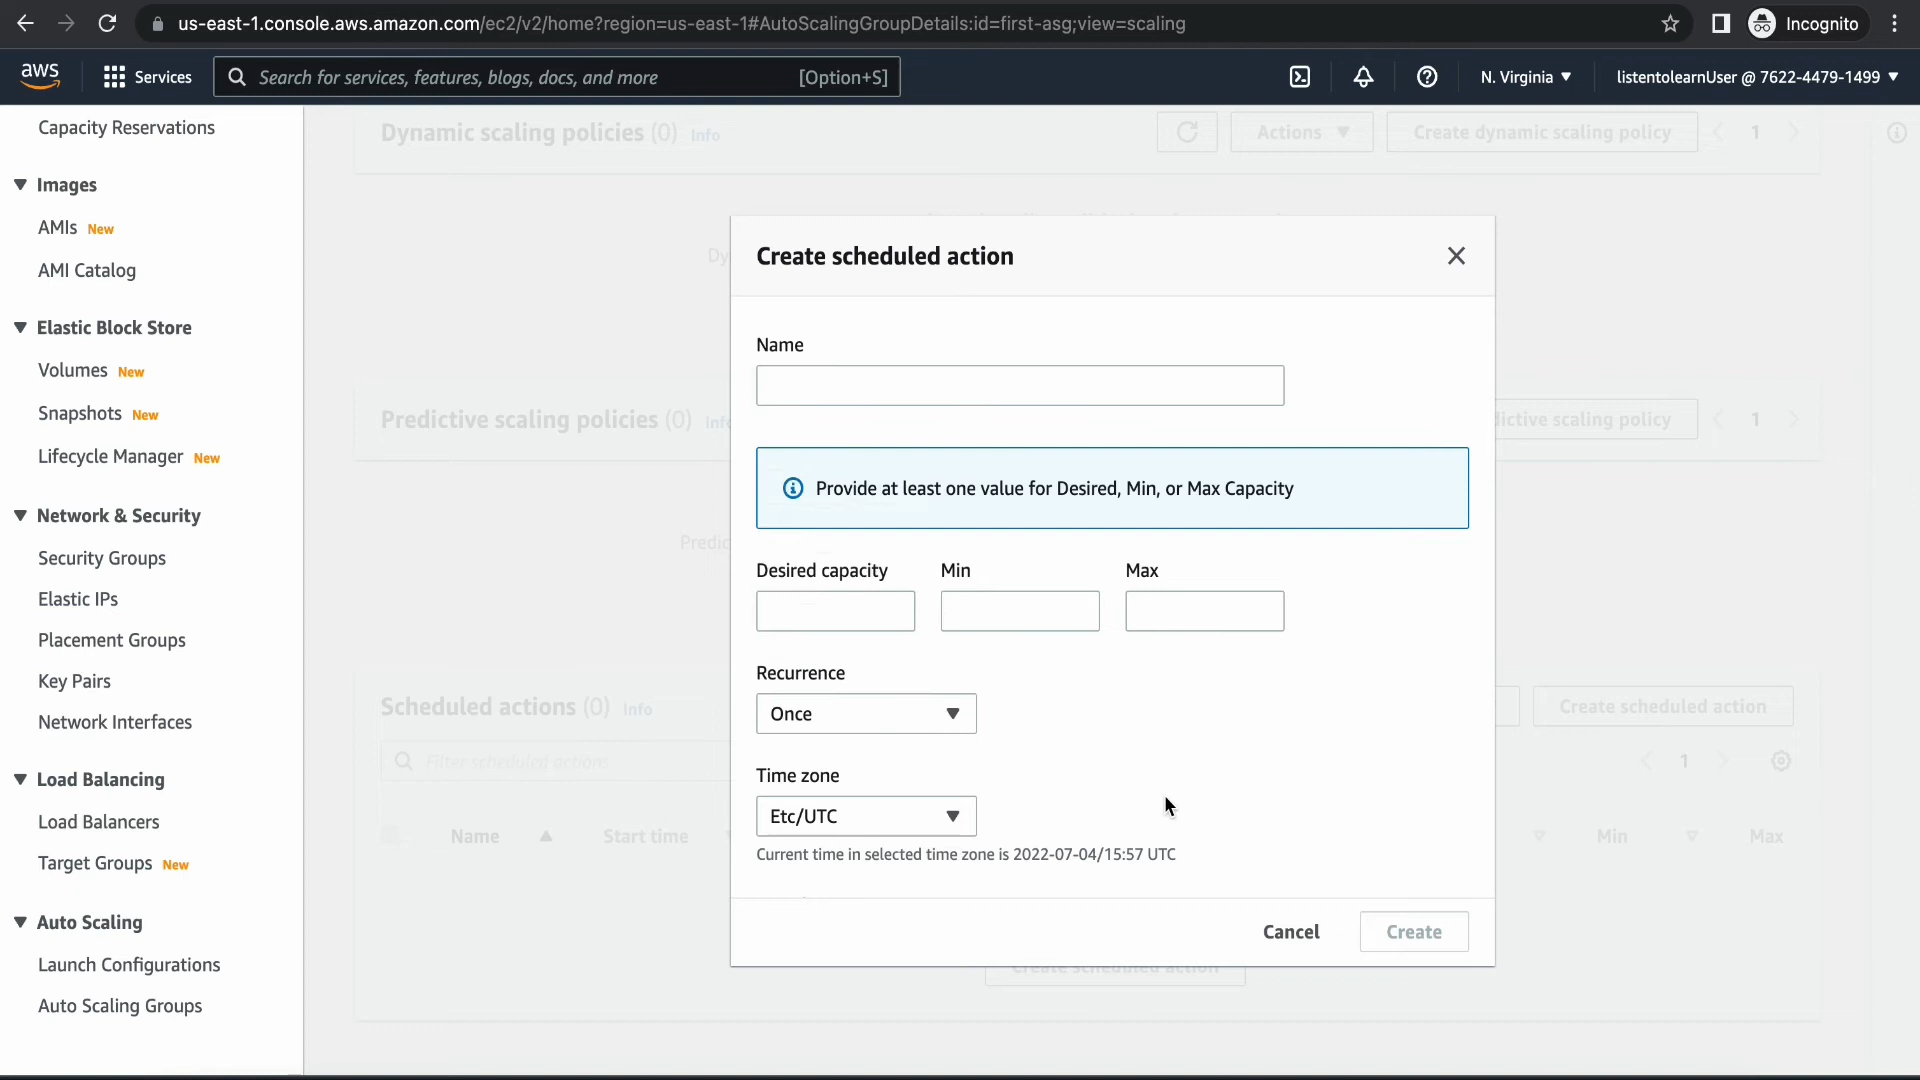 us-east-1.console.aws.amazon.com/ec2/v2/home?region=us-east-1#AutoScalingGroupDetails:id=first-asg;view=scaling
Incognito
aws
Services
Search for services, features, blogs, docs, and more
[Option+S]
N. Virginia
listentolearnUser @ 7622-4479-1499
Capacity Reservations
Images
AMIs New
AMI Catalog
Elastic Block Store
Volumes New
Snapshots New
Lifecycle Manager New
Network & Security
Security Groups
Elastic IPs
Placement Groups
Key Pairs
Network Interfaces
Load Balancing
Load Balancers
Target Groups New
Auto Scaling
Launch Configurations
Auto Scaling Groups
Dynamic scaling policies (0) Info
Actions
Create dynamic scaling policy
1
Dy
Predictive scaling policies (0) Info
dictive scaling policy
1
Predic
Scheduled actions (0) Info
Create scheduled action
Filter scheduled actions
1
Name
Start time
Min
Max
Create scheduled action
Create scheduled action
Name
Provide at least one value for Desired, Min, or Max Capacity
Desired capacity
Min
Max
Recurrence
Once
Time zone
Etc/UTC
Current time in selected time zone is 2022-07-04/15:57 UTC
Cancel
Create